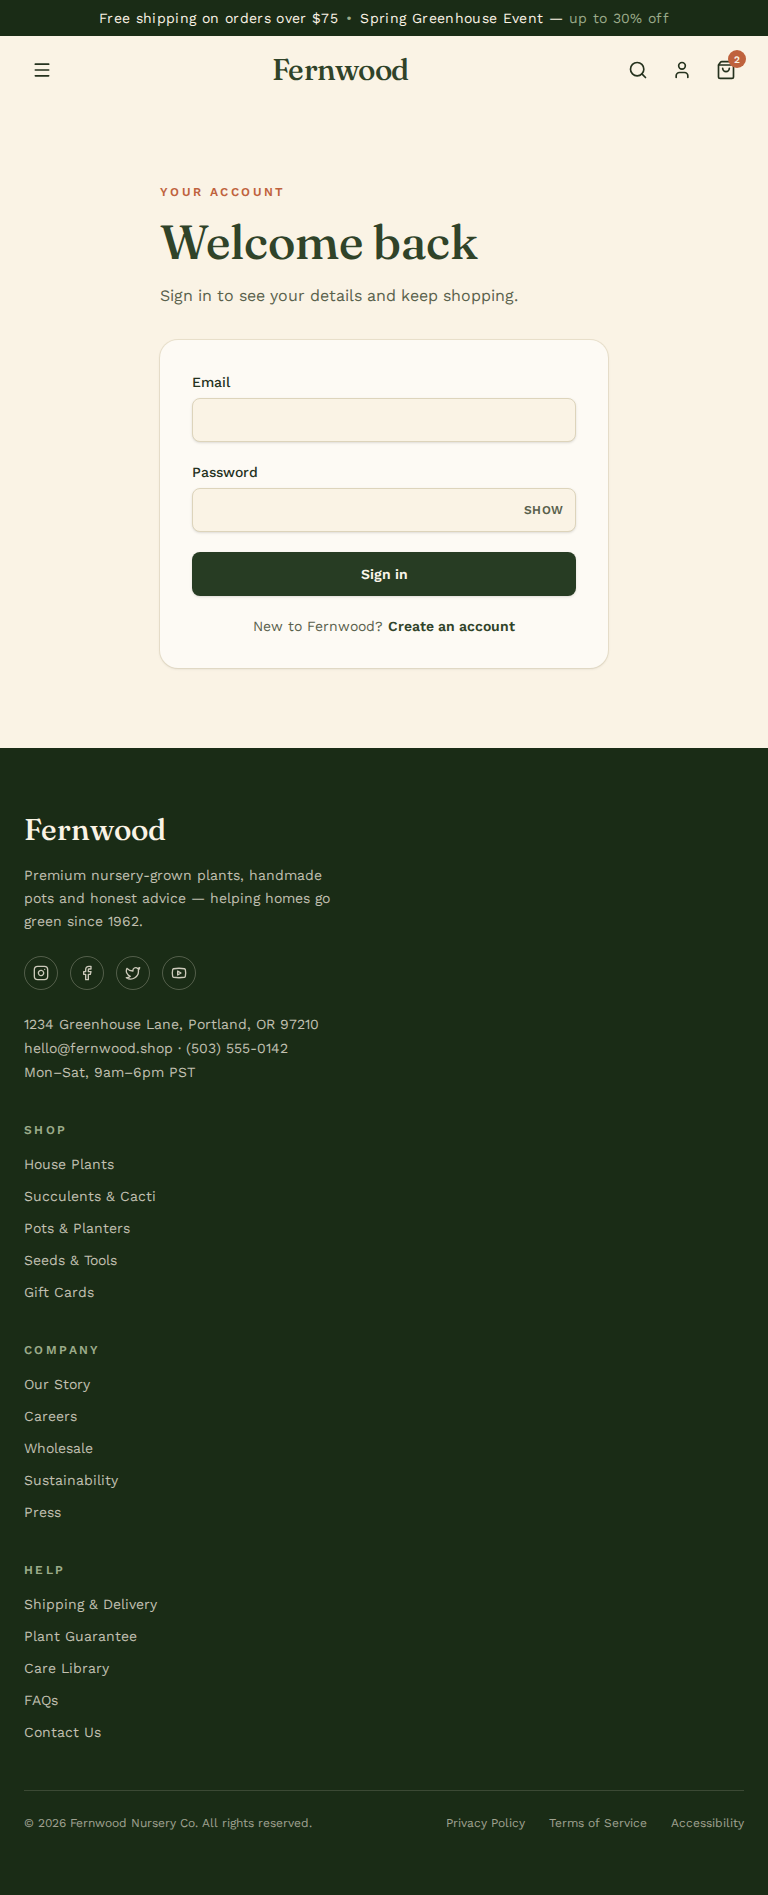 Free shipping on orders over $75 • Spring Greenhouse Event — up to 30% off
Fernwood
2
YOUR ACCOUNT
Welcome back
Sign in to see your details and keep shopping.
Email
Password
SHOW
Sign in
New to Fernwood? Create an account
Fernwood
Premium nursery-grown plants, handmade
pots and honest advice — helping homes go
green since 1962.
1234 Greenhouse Lane, Portland, OR 97210
hello@fernwood.shop · (503) 555-0142
Mon–Sat, 9am–6pm PST
SHOP
House Plants
Succulents & Cacti
Pots & Planters
Seeds & Tools
Gift Cards
COMPANY
Our Story
Careers
Wholesale
Sustainability
Press
HELP
Shipping & Delivery
Plant Guarantee
Care Library
FAQs
Contact Us
© 2026 Fernwood Nursery Co. All rights reserved. Privacy Policy Terms of Service Accessibility